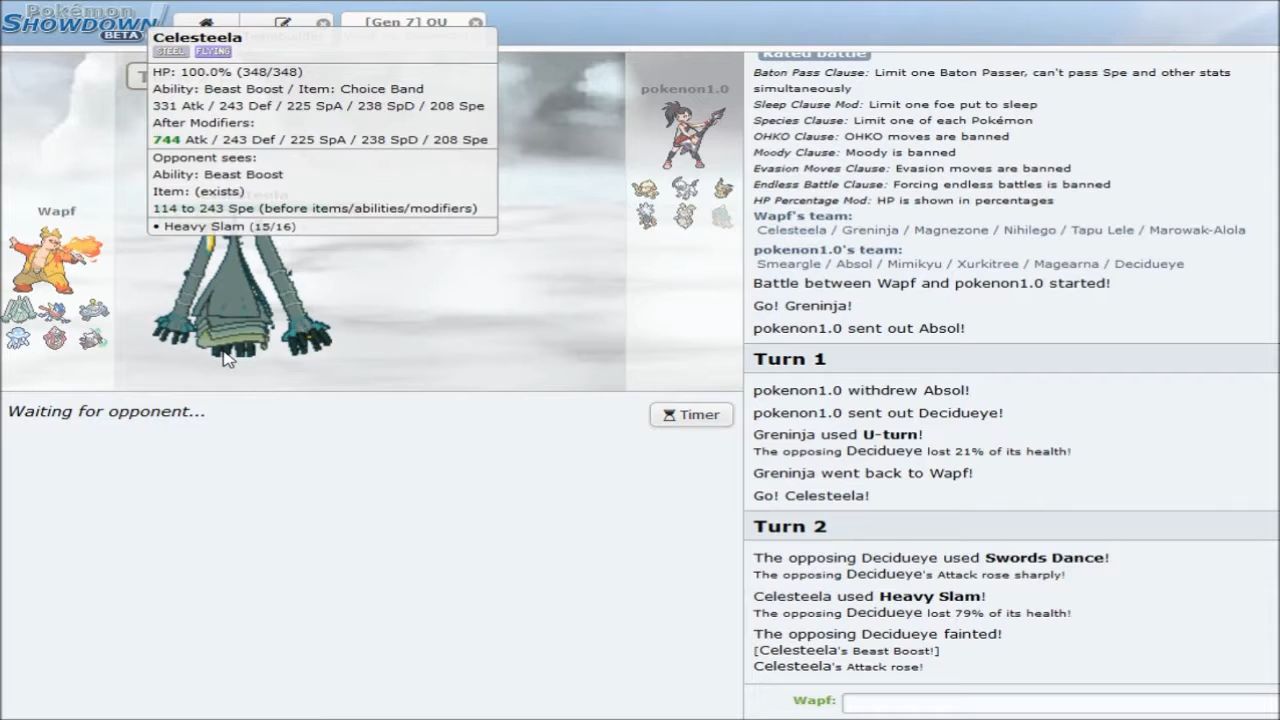 Pokémon
SHOWDOWN
BETA
[Gen 7] OU
Celesteela
STEEL FLYING
HP: 100.0% (348/348)
Ability: Beast Boost / Item: Choice Band
331 Atk / 243 Def / 225 SpA / 238 SpD / 208 Spe
After Modifiers:
744 Atk / 243 Def / 225 SpA / 238 SpD / 208 Spe
Opponent sees:
Ability: Beast Boost
Item: (exists)
114 to 243 Spe (before items/abilities/modifiers)
• Heavy Slam (15/16)
Wapf
pokenon1.0
Waiting for opponent...
Timer
Rated battle
Baton Pass Clause: Limit one Baton Passer, can't pass Spe and other stats
simultaneously
Sleep Clause Mod: Limit one foe put to sleep
Species Clause: Limit one of each Pokémon
OHKO Clause: OHKO moves are banned
Moody Clause: Moody is banned
Evasion Moves Clause: Evasion moves are banned
Endless Battle Clause: Forcing endless battles is banned
HP Percentage Mod: HP is shown in percentages
Wapf's team:
Celesteela / Greninja / Magnezone / Nihilego / Tapu Lele / Marowak-Alola
pokenon1.0's team:
Smeargle / Absol / Mimikyu / Xurkitree / Magearna / Decidueye
Battle between Wapf and pokenon1.0 started!
Go! Greninja!
pokenon1.0 sent out Absol!
Turn 1
pokenon1.0 withdrew Absol!
pokenon1.0 sent out Decidueye!
Greninja used U-turn!
The opposing Decidueye lost 21% of its health!
Greninja went back to Wapf!
Go! Celesteela!
Turn 2
The opposing Decidueye used Swords Dance!
The opposing Decidueye's Attack rose sharply!
Celesteela used Heavy Slam!
The opposing Decidueye lost 79% of its health!
The opposing Decidueye fainted!
[Celesteela's Beast Boost!]
Celesteela's Attack rose!
Wapf: